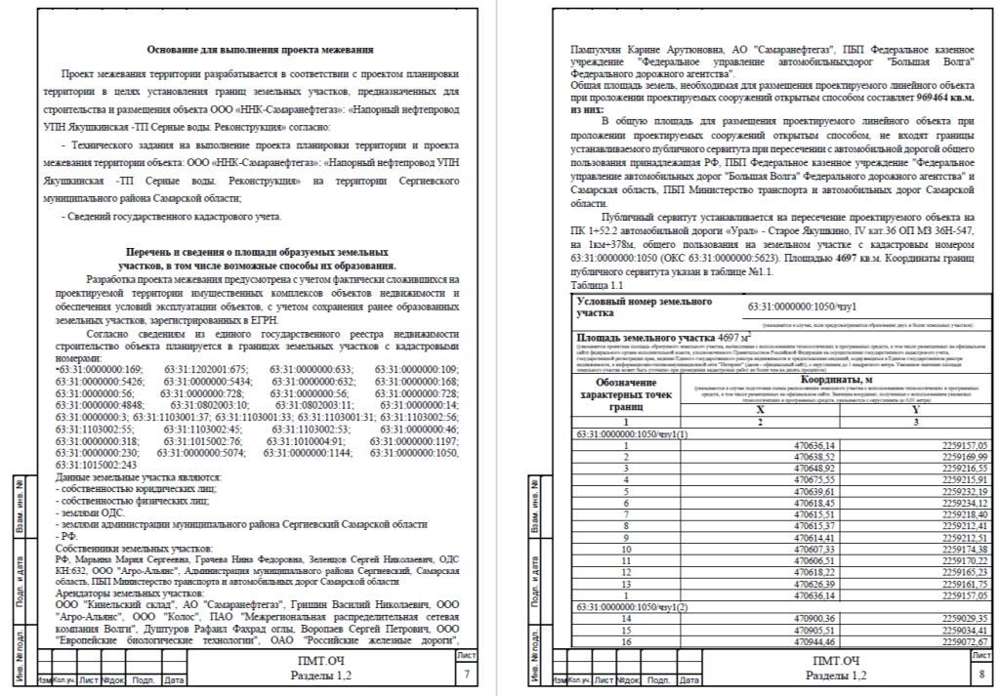 Основание для выполнения проекта межевания
Проект межевания территории разрабатывается в соответствии с проектом планировки
территории в целях установления границ земельных участков, предназначенных для
строительства и размещения объекта ООО «ННК-Самаранефтегаз»: «Напорный нефтепровод
УПН Якушкинская -ТП Серные воды. Реконструкция» согласно:
- Технического задания на выполнение проекта планировки территории и проекта
межевания территории объекта: ООО «ННК-Самаранефтегаз»: «Напорный нефтепровод УПН
Якушкинская -ТП Серные воды. Реконструкция» на территории Сергиевского
муниципального района Самарской области;
- Сведений государственного кадастрового учета.
Перечень и сведения о площади образуемых земельных
участков, в том числе возможные способы их образования.
Разработка проекта межевания предусмотрена с учетом фактически сложившихся на
проектируемой территории имущественных комплексов объектов недвижимости и
обеспечения условий эксплуатации объектов, с учетом сохранения ранее образованных
земельных участков, зарегистрированных в ЕГРН.
Согласно сведениям из единого государственного реестра недвижимости
строительство объекта планируется в границах земельных участков с кадастровыми
номерами:
•63:31:0000000:169; 63:31:1202001:675; 63:31:0000000:633; 63:31:0000000:109;
63:31:0000000:5426; 63:31:0000000:5434; 63:31:0000000:632; 63:31:0000000:168;
63:31:0000000:56; 63:31:0000000:728; 63:31:0000000:56; 63:31:0000000:728;
63:31:0000000:4848; 63:31:0802003:10; 63:31:0802003:11; 63:31:0000000:14;
63:31:0000000:3; 63:31:1103001:37; 63:31:1103001:33; 63:31:1103001:31; 63:31:1103002:56;
63:31:1103002:55; 63:31:1103002:45; 63:31:1103002:53; 63:31:0000000:46;
63:31:0000000:318; 63:31:1015002:76; 63:31:1010004:91; 63:31:0000000:1197;
63:31:0000000:230; 63:31:0000000:5074; 63:31:0000000:1144; 63:31:0000000:1050,
63:31:1015002:243
Данные земельные участка являются:
- собственностью юридических лиц;
- собственностью физических лиц;
- землями ОДС.
- землями администрации муниципального района Сергиевский Самарской области
- РФ.
Собственники земельных участков:
РФ, Марьина Мария Сергеевна, Грачева Нина Федоровна, Зеленцов Сергей Николаевич, ОДС
КН:632, ООО "Агро-Альянс", Администрация муниципального района Сергиевский, Самарская
область, ПБП Министерство транспорта и автомобильных дорог Самарской области
Арендаторы земельных участков:
ООО "Кинельский склад", АО "Самаранефтегаз", Гришин Василий Николаевич, ООО
"Агро-Альянс", ООО "Колос", ПАО "Межрегиональная распределительная сетевая
компания Волги", Душтуров Рафаил Фахрад оглы, Воропаев Сергей Петрович, ООО
"Европейские биологические технологии", ОАО "Российские железные дороги",
Взам. инв. №
Подп. и дата
Инв. № подл.
Изм Кол.уч. Лист №док. Подп. Дата
ПМТ.ОЧ
Разделы 1,2
Лист
7
Пампухчян Карине Арутюновна, АО "Самаранефтегаз", ПБП Федеральное казенное
учреждение "Федеральное управление автомобильныхдорог "Большая Волга"
Федерального дорожного агентства".
Общая площадь земель, необходимая для размещения проектируемого линейного объекта
при проложении проектируемых сооружений открытым способом составляет 969464 кв.м.
из них:
В общую площадь для размещения проектируемого линейного объекта при
проложении проектируемых сооружений открытым способом, не входят границы
устанавливаемого публичного сервитута при пересечении с автомобильной дорогой общего
пользования принадлежащая РФ, ПБП Федеральное казенное учреждение "Федеральное
управление автомобильных дорог "Большая Волга" Федерального дорожного агентства" и
Самарская область, ПБП Министерство транспорта и автомобильных дорог Самарской
области.
Публичный сервитут устанавливается на пересечение проектируемого объекта на
ПК 1+52.2 автомобильной дороги «Урал» - Старое Якушкино, IV кат.36 ОП МЗ 36Н-547,
на 1км+378м, общего пользования на земельном участке с кадастровым номером
63:31:0000000:1050 (ОКС 63:31:0000000:5623). Площадью 4697 кв.м. Координаты границ
публичного сервитута указан в таблице №1.1.
Таблица 1.1
Условный номер земельного
участка
63:31:0000000:1050/чзу1
(указывается в случае, если предусматривается образование двух и более земельных участков)
Площадь земельного участка 4697 м²
Обозначение
характерных точек
границ
Координаты, м
X Y
1 2 3
63:31:0000000:1050/чзу1(1)
1 470636,14 2259157,05
2 470638,52 2259169,99
3 470648,92 2259216,55
4 470675,55 2259215,91
5 470639,61 2259232,19
6 470618,45 2259234,12
7 470615,51 2259218,40
8 470615,37 2259212,41
9 470614,41 2259212,51
10 470607,33 2259174,38
11 470606,51 2259170,22
12 470618,22 2259165,23
13 470626,39 2259161,75
1 470636,14 2259157,05
63:31:0000000:1050/чзу1(2)
14 470900,36 2259029,35
15 470905,51 2259034,41
16 470944,46 2259072,67
Взам. инв. №
Подп. и дата
Инв. № подл.
Изм Кол.уч. Лист №док. Подп. Дата
ПМТ.ОЧ
Разделы 1,2
Лист
8